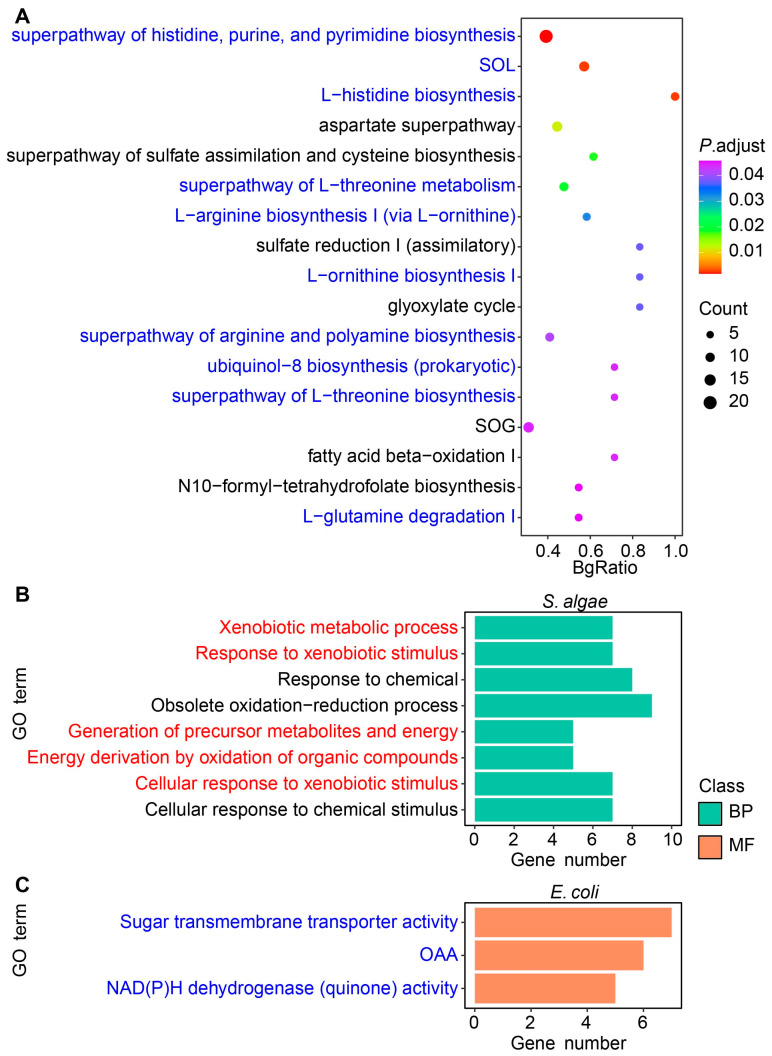 A
superpathway of histidine, purine, and pyrimidine biosynthesis
SOL
L−histidine biosynthesis
aspartate superpathway
superpathway of sulfate assimilation and cysteine biosynthesis
superpathway of L−threonine metabolism
L−arginine biosynthesis I (via L−ornithine)
sulfate reduction I (assimilatory)
L−ornithine biosynthesis I
glyoxylate cycle
superpathway of arginine and polyamine biosynthesis
ubiquinol−8 biosynthesis (prokaryotic)
superpathway of L−threonine biosynthesis
SOG
fatty acid beta−oxidation I
N10−formyl−tetrahydrofolate biosynthesis
L−glutamine degradation I
0.4 0.6 0.8 1.0
BgRatio
P.adjust
0.04
0.03
0.02
0.01
Count
5
10
15
20
B
S. algae
GO term
Xenobiotic metabolic process
Response to xenobiotic stimulus
Response to chemical
Obsolete oxidation−reduction process
Generation of precursor metabolites and energy
Energy derivation by oxidation of organic compounds
Cellular response to xenobiotic stimulus
Cellular response to chemical stimulus
0 2 4 6 8 10
Gene number
Class
BP
MF
C
E. coli
GO term
Sugar transmembrane transporter activity
OAA
NAD(P)H dehydrogenase (quinone) activity
0 2 4 6
Gene number